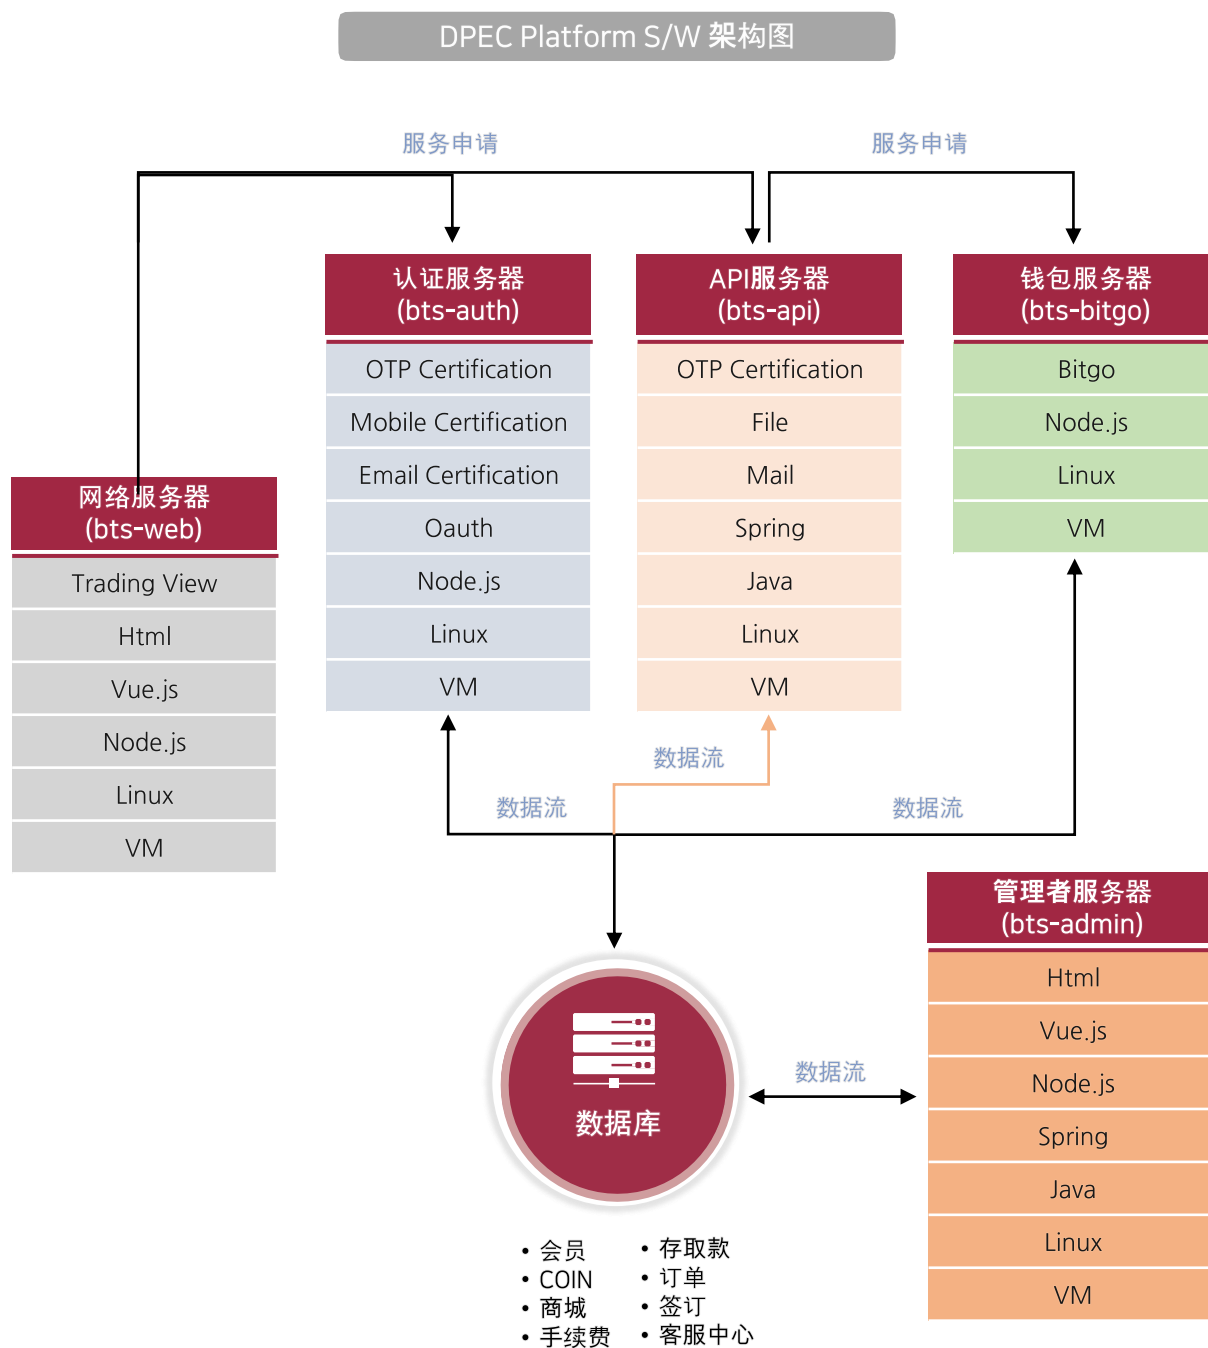 DPEC Platform S/W 架构图
服务申请
服务申请
认证服务器
(bts-auth)
OTP Certification
Mobile Certification
Email Certification
Oauth
Node.js
Linux
VM
API服务器
(bts-api)
OTP Certification
File
Mail
Spring
Java
Linux
VM
钱包服务器
(bts-bitgo)
Bitgo
Node.js
Linux
VM
网络服务器
(bts-web)
Trading View
Html
Vue.js
Node.js
Linux
VM
数据流
数据流
数据流
管理者服务器
(bts-admin)
Html
Vue.js
Node.js
Spring
Java
Linux
VM
数据流
数据库
• 会员
• COIN
• 商城
• 手续费
• 存取款
• 订单
• 签订
• 客服中心